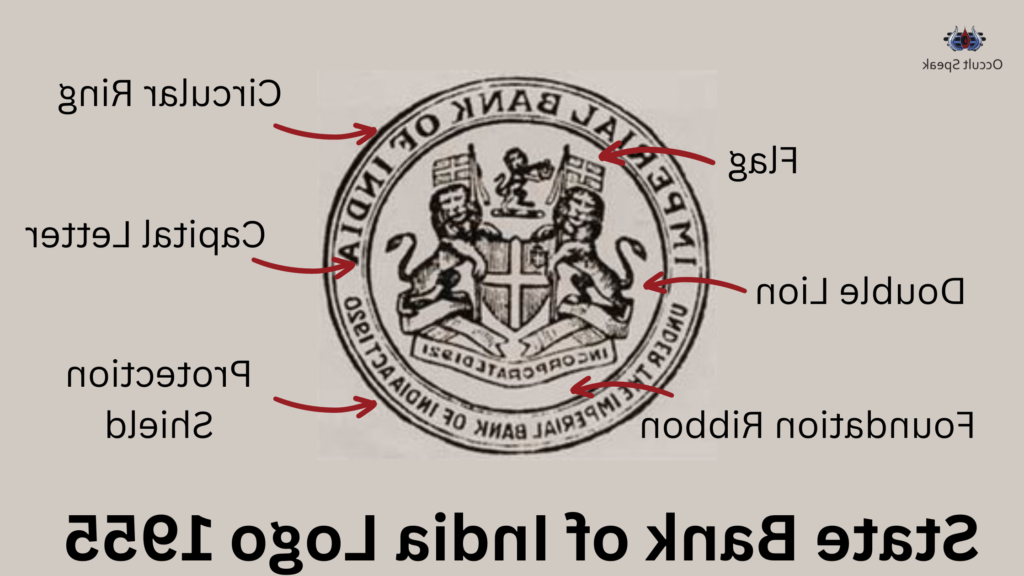 Occult Speak
Circular Ring
Flag
Capital Letter
Double Lion
Protection
Shield
Foundation Ribbon
IMPERIAL BANK OF INDIA
UNDER THE IMPERIAL BANK OF INDIA ACT 1920
INCORPORATED 1921
State Bank of India Logo 1955